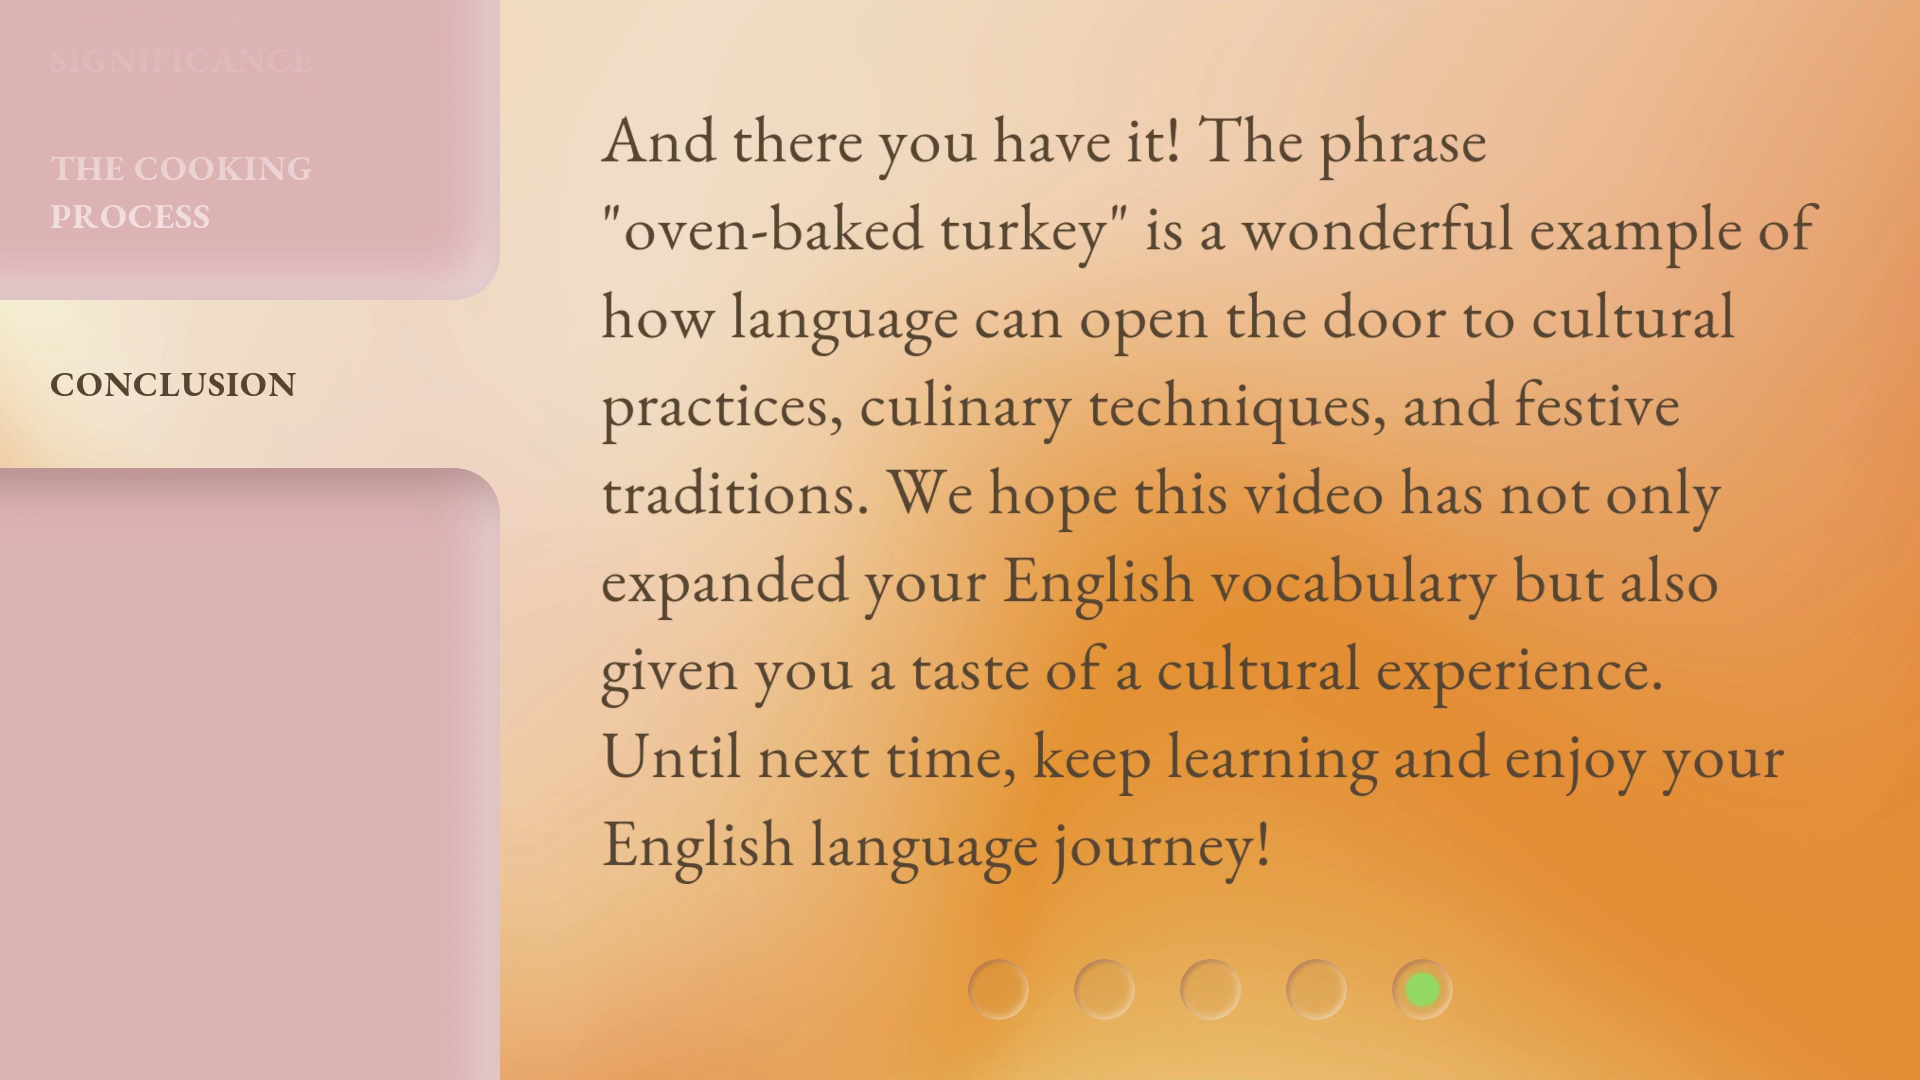 SIGNIFICANCE
THE COOKING
PROCESS
CONCLUSION
And there you have it! The phrase
"oven-baked turkey" is a wonderful example of
how language can open the door to cultural
practices, culinary techniques, and festive
traditions. We hope this video has not only
expanded your English vocabulary but also
given you a taste of a cultural experience.
Until next time, keep learning and enjoy your
English language journey!